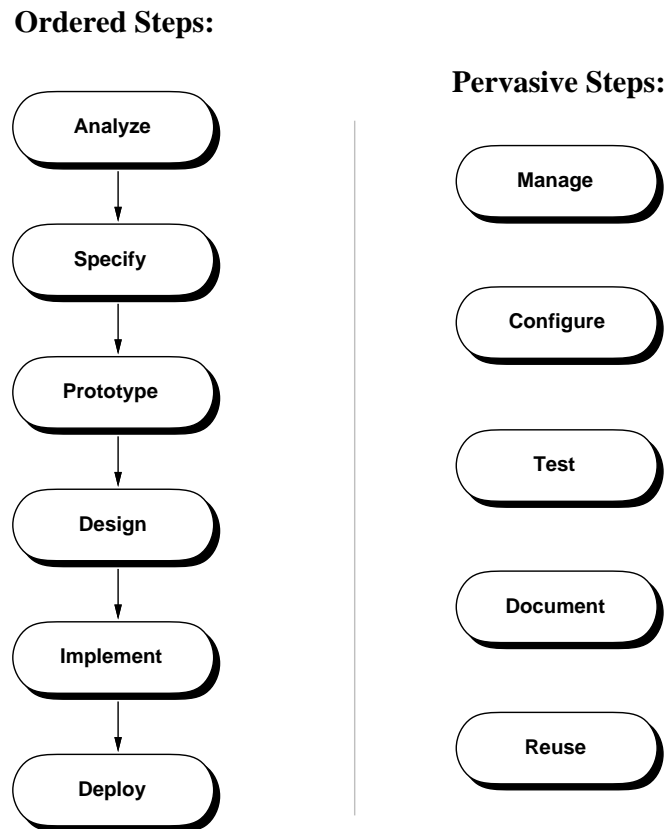 Ordered Steps:
Analyze
Specify
Prototype
Design
Implement
Deploy
Pervasive Steps:
Manage
Configure
Test
Document
Reuse